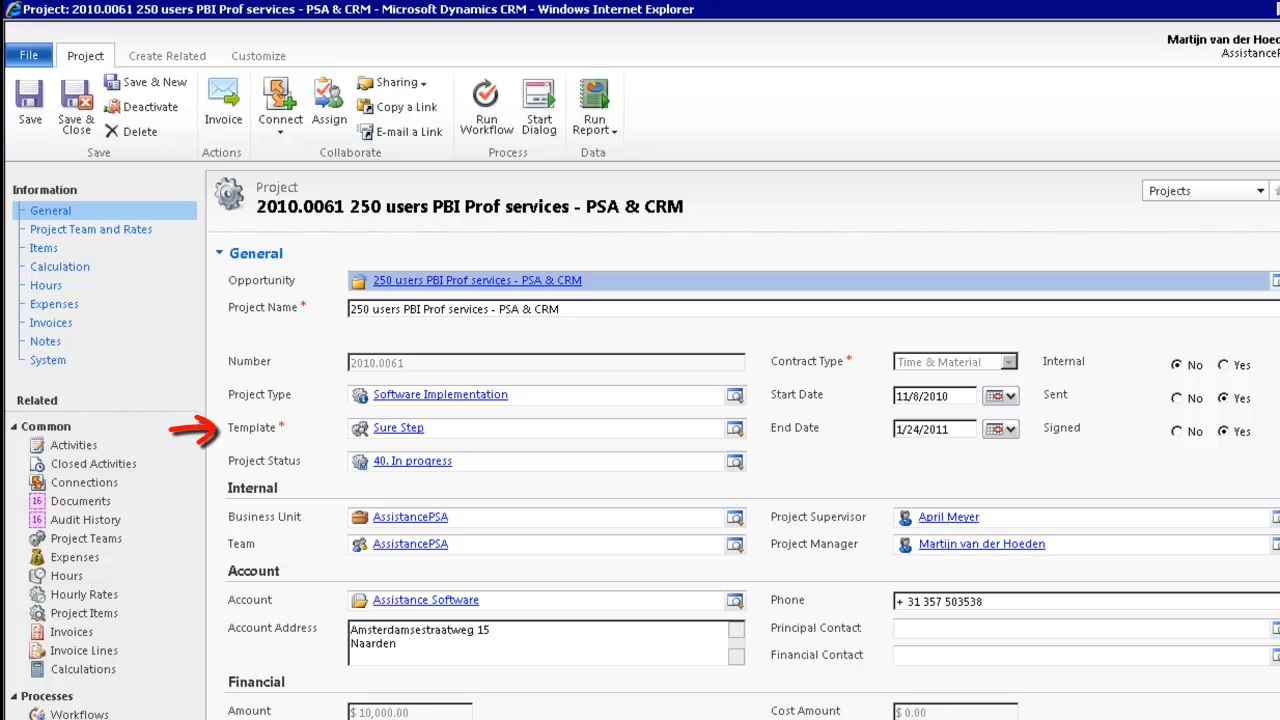 Project: 2010.0061 250 users PBI Prof services - PSA & CRM - Microsoft Dynamics CRM - Windows Internet Explorer
Martijn van der Hoed
File Project Create Related Customize
AssistanceP
Save
Save & Close
Save & New
Deactivate
Delete
Save
Invoice
Actions
Connect
Assign
Sharing
Copy a Link
E-mail a Link
Collaborate
Run Workflow
Start Dialog
Process
Run Report
Data
Information
General
Project Team and Rates
Items
Calculation
Hours
Expenses
Invoices
Notes
System
Related
Common
Activities
Closed Activities
Connections
16 Documents
16 Audit History
Project Teams
Expenses
Hours
Hourly Rates
Project Items
Invoices
Invoice Lines
Calculations
Processes
Workflows
Project
2010.0061 250 users PBI Prof services - PSA & CRM
Projects
General
Opportunity 250 users PBI Prof services - PSA & CRM
Project Name * 250 users PBI Prof services - PSA & CRM
Number 2010.0061 Contract Type * Time & Material Internal No Yes
Project Type Software Implementation Start Date 11/8/2010 Sent No Yes
Template * Sure Step End Date 1/24/2011 Signed No Yes
Project Status 40. In progress
Internal
Business Unit AssistancePSA Project Supervisor April Meyer
Team AssistancePSA Project Manager Martijn van der Hoeden
Account
Account Assistance Software Phone + 31 357 503538
Account Address Amsterdamsestraatweg 15 Principal Contact
Naarden
Financial Contact
Financial
Amount $ 10,000.00 Cost Amount $ 0.00